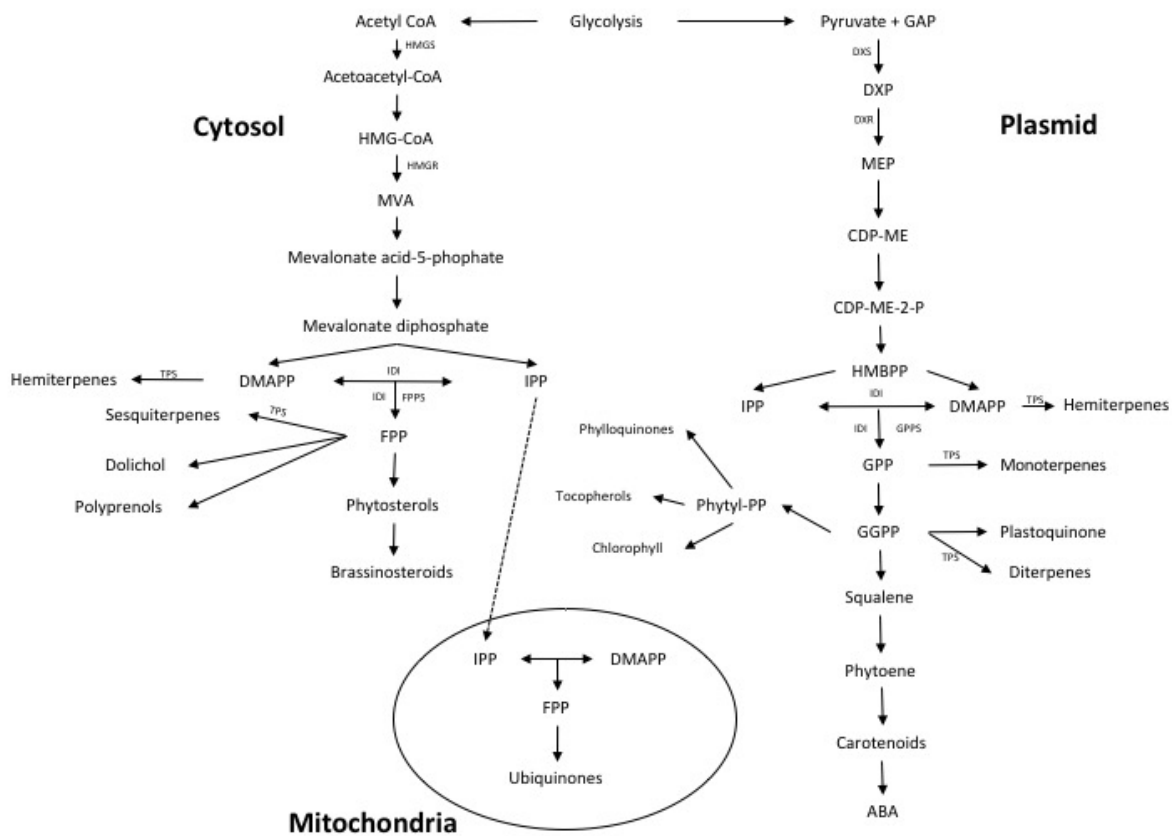 Acetyl CoA
Glycolysis
Pyruvate + GAP
HMGS
DXS
Acetoacetyl-CoA
DXP
Cytosol
Plasmid
DXR
HMG-CoA
HMGR
MEP
MVA
CDP-ME
Mevalonate acid-5-phophate
CDP-ME-2-P
Mevalonate diphosphate
Hemiterpenes
TPS
DMAPP
IDI
IPP
HMBPP
IDI
FPPS
IPP
IDI
DMAPP
TPS
Hemiterpenes
Sesquiterpenes
TPS
FPP
Phylloquinones
IDI
GPPS
Dolichol
GPP
TPS
Monoterpenes
Polyprenols
Phytosterols
Tocopherols
Phytyl-PP
GGPP
Plastoquinone
TPS
Chlorophyll
Diterpenes
Brassinosteroids
Squalene
IPP
DMAPP
Phytoene
FPP
Carotenoids
Ubiquinones
ABA
Mitochondria